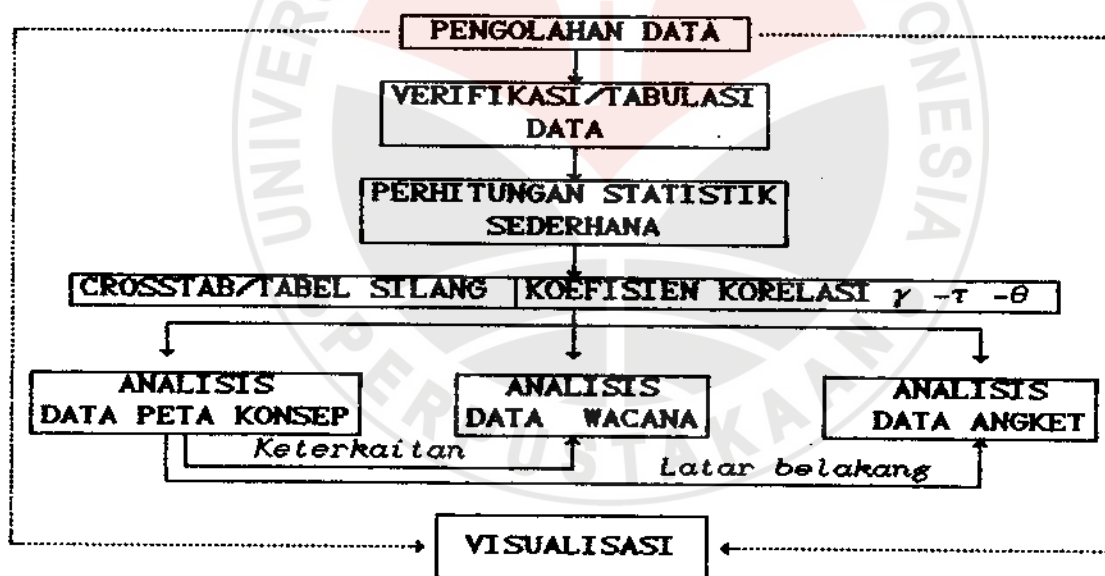 PENGOLAHAN DATA
VERIFIKASI/TABULASI
DATA
PERHITUNGAN STATISTIK
SEDERHANA
CROSSTAB/TABEL SILANG KOEFISIEN KORELASI γ -τ -θ
ANALISIS
DATA PETA KONSEP
ANALISIS
DATA WACANA
ANALISIS
DATA ANGKET
Keterkaitan
Latar belakang
VISUALISASI
PERPUSTAKAAN